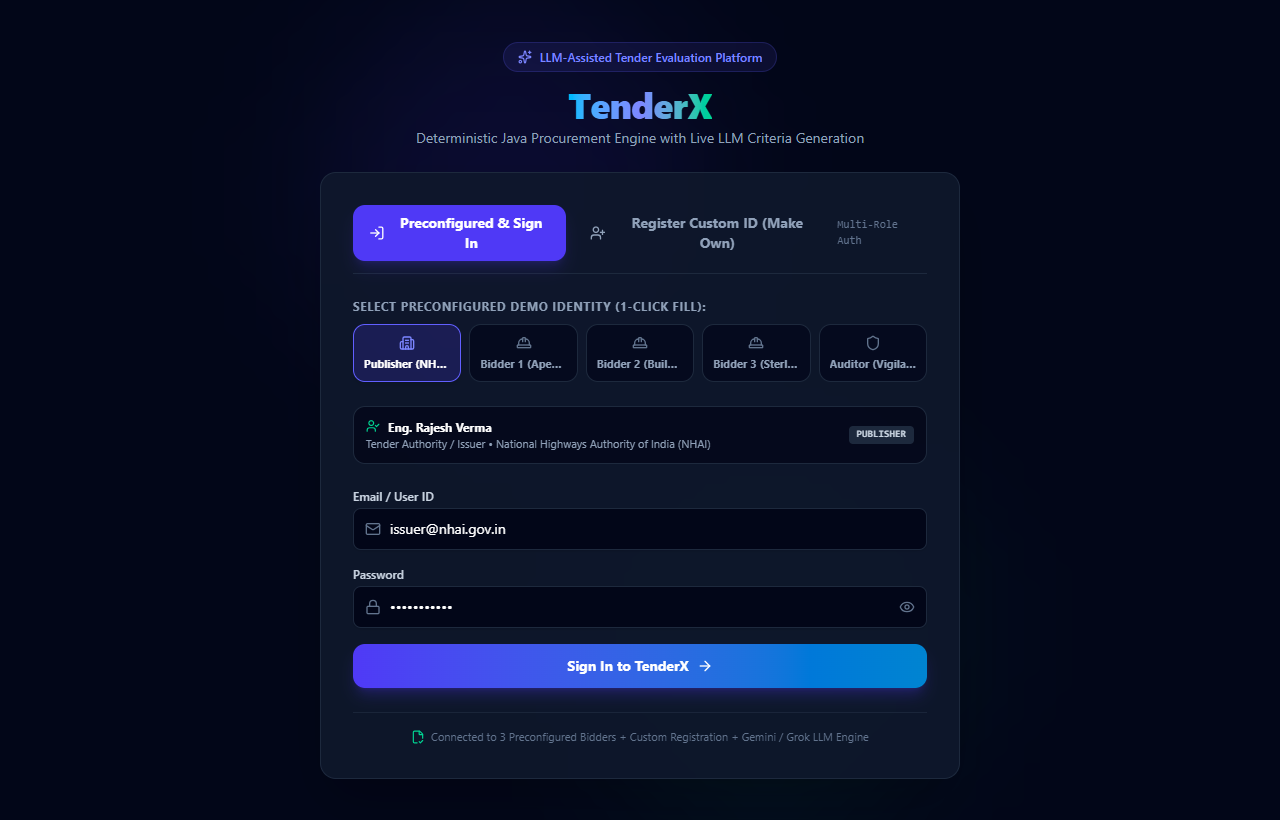 LLM-Assisted Tender Evaluation Platform
TenderX
Deterministic Java Procurement Engine with Live LLM Criteria Generation
Preconfigured & Sign
In
Register Custom ID (Make
Own)
Multi-Role
Auth
SELECT PRECONFIGURED DEMO IDENTITY (1-CLICK FILL):
Publisher (NH...
Bidder 1 (Ape...
Bidder 2 (Buil...
Bidder 3 (Sterl...
Auditor (Vigila...
Eng. Rajesh Verma
Tender Authority / Issuer • National Highways Authority of India (NHAI)
PUBLISHER
Email / User ID
issuer@nhai.gov.in
Password
•••••••••••
Sign In to TenderX →
Connected to 3 Preconfigured Bidders + Custom Registration + Gemini / Grok LLM Engine